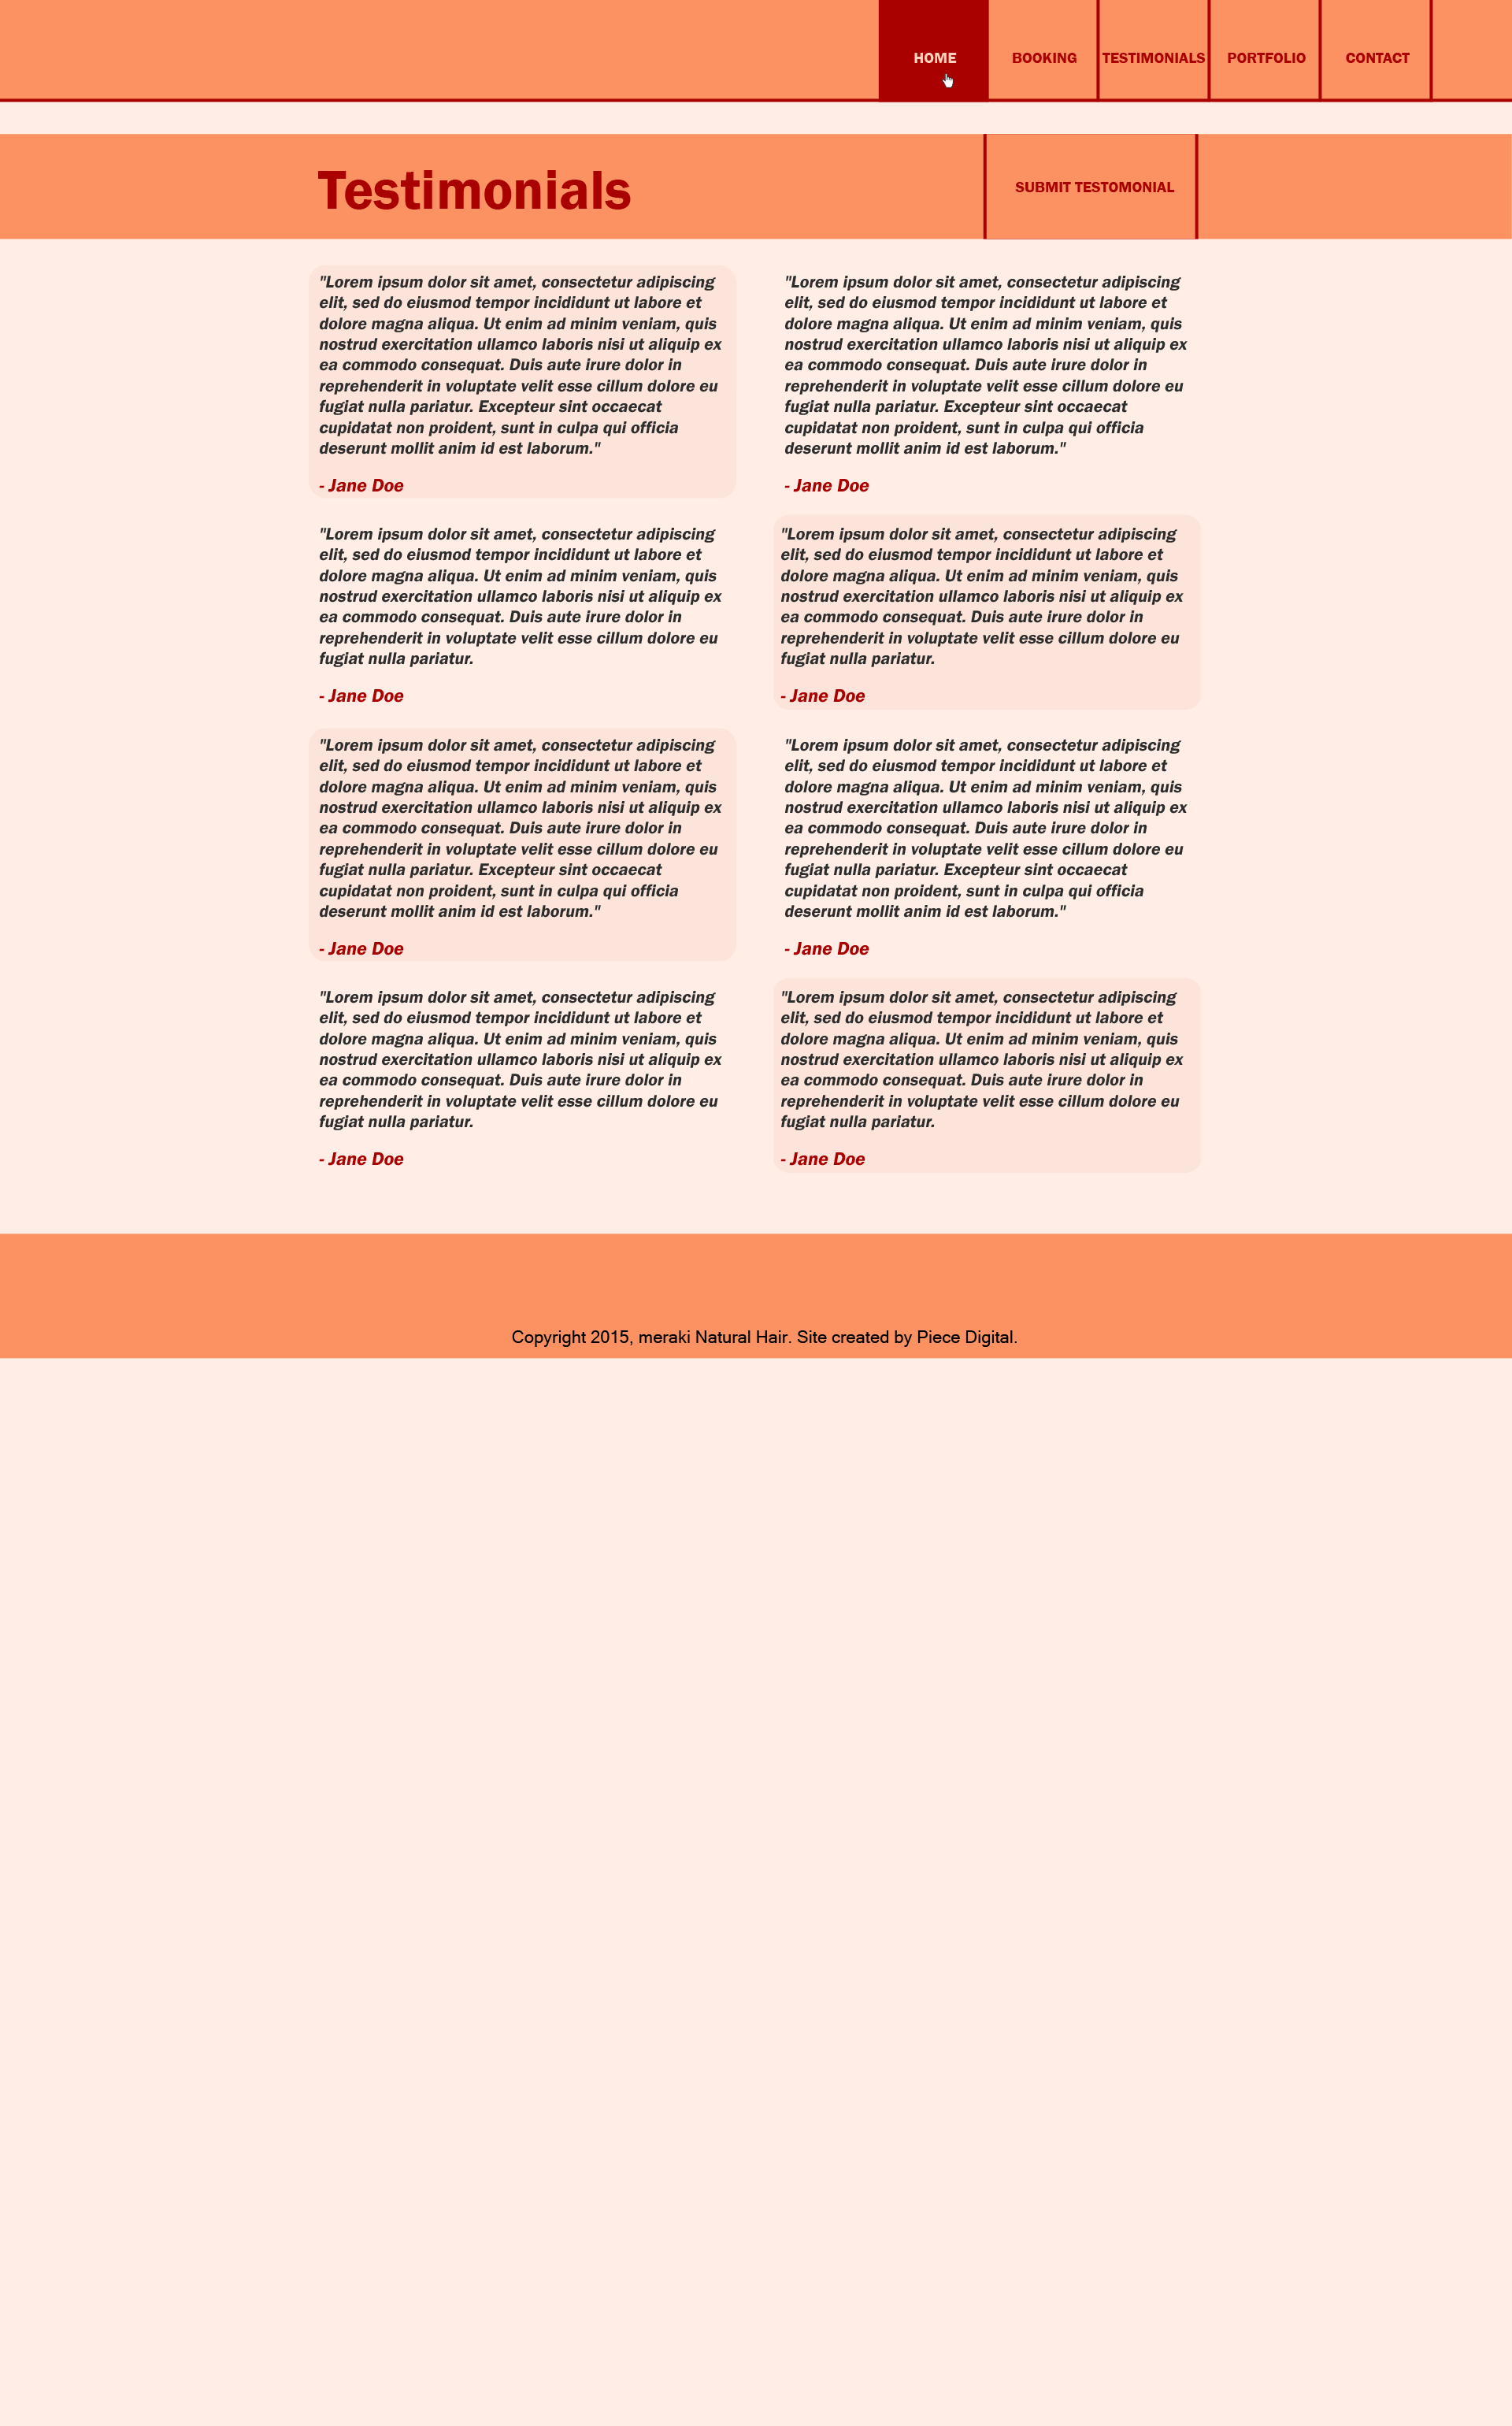 HOME BOOKING TESTIMONIALS PORTFOLIO CONTACT
Testimonials
SUBMIT TESTOMONIAL
"Lorem ipsum dolor sit amet, consectetur adipiscing
elit, sed do eiusmod tempor incididunt ut labore et
dolore magna aliqua. Ut enim ad minim veniam, quis
nostrud exercitation ullamco laboris nisi ut aliquip ex
ea commodo consequat. Duis aute irure dolor in
reprehenderit in voluptate velit esse cillum dolore eu
fugiat nulla pariatur. Excepteur sint occaecat
cupidatat non proident, sunt in culpa qui officia
deserunt mollit anim id est laborum."
- Jane Doe
"Lorem ipsum dolor sit amet, consectetur adipiscing
elit, sed do eiusmod tempor incididunt ut labore et
dolore magna aliqua. Ut enim ad minim veniam, quis
nostrud exercitation ullamco laboris nisi ut aliquip ex
ea commodo consequat. Duis aute irure dolor in
reprehenderit in voluptate velit esse cillum dolore eu
fugiat nulla pariatur. Excepteur sint occaecat
cupidatat non proident, sunt in culpa qui officia
deserunt mollit anim id est laborum."
- Jane Doe
"Lorem ipsum dolor sit amet, consectetur adipiscing
elit, sed do eiusmod tempor incididunt ut labore et
dolore magna aliqua. Ut enim ad minim veniam, quis
nostrud exercitation ullamco laboris nisi ut aliquip ex
ea commodo consequat. Duis aute irure dolor in
reprehenderit in voluptate velit esse cillum dolore eu
fugiat nulla pariatur.
- Jane Doe
"Lorem ipsum dolor sit amet, consectetur adipiscing
elit, sed do eiusmod tempor incididunt ut labore et
dolore magna aliqua. Ut enim ad minim veniam, quis
nostrud exercitation ullamco laboris nisi ut aliquip ex
ea commodo consequat. Duis aute irure dolor in
reprehenderit in voluptate velit esse cillum dolore eu
fugiat nulla pariatur.
- Jane Doe
"Lorem ipsum dolor sit amet, consectetur adipiscing
elit, sed do eiusmod tempor incididunt ut labore et
dolore magna aliqua. Ut enim ad minim veniam, quis
nostrud exercitation ullamco laboris nisi ut aliquip ex
ea commodo consequat. Duis aute irure dolor in
reprehenderit in voluptate velit esse cillum dolore eu
fugiat nulla pariatur. Excepteur sint occaecat
cupidatat non proident, sunt in culpa qui officia
deserunt mollit anim id est laborum."
- Jane Doe
"Lorem ipsum dolor sit amet, consectetur adipiscing
elit, sed do eiusmod tempor incididunt ut labore et
dolore magna aliqua. Ut enim ad minim veniam, quis
nostrud exercitation ullamco laboris nisi ut aliquip ex
ea commodo consequat. Duis aute irure dolor in
reprehenderit in voluptate velit esse cillum dolore eu
fugiat nulla pariatur. Excepteur sint occaecat
cupidatat non proident, sunt in culpa qui officia
deserunt mollit anim id est laborum."
- Jane Doe
"Lorem ipsum dolor sit amet, consectetur adipiscing
elit, sed do eiusmod tempor incididunt ut labore et
dolore magna aliqua. Ut enim ad minim veniam, quis
nostrud exercitation ullamco laboris nisi ut aliquip ex
ea commodo consequat. Duis aute irure dolor in
reprehenderit in voluptate velit esse cillum dolore eu
fugiat nulla pariatur.
- Jane Doe
"Lorem ipsum dolor sit amet, consectetur adipiscing
elit, sed do eiusmod tempor incididunt ut labore et
dolore magna aliqua. Ut enim ad minim veniam, quis
nostrud exercitation ullamco laboris nisi ut aliquip ex
ea commodo consequat. Duis aute irure dolor in
reprehenderit in voluptate velit esse cillum dolore eu
fugiat nulla pariatur.
- Jane Doe
Copyright 2015, meraki Natural Hair. Site created by Piece Digital.